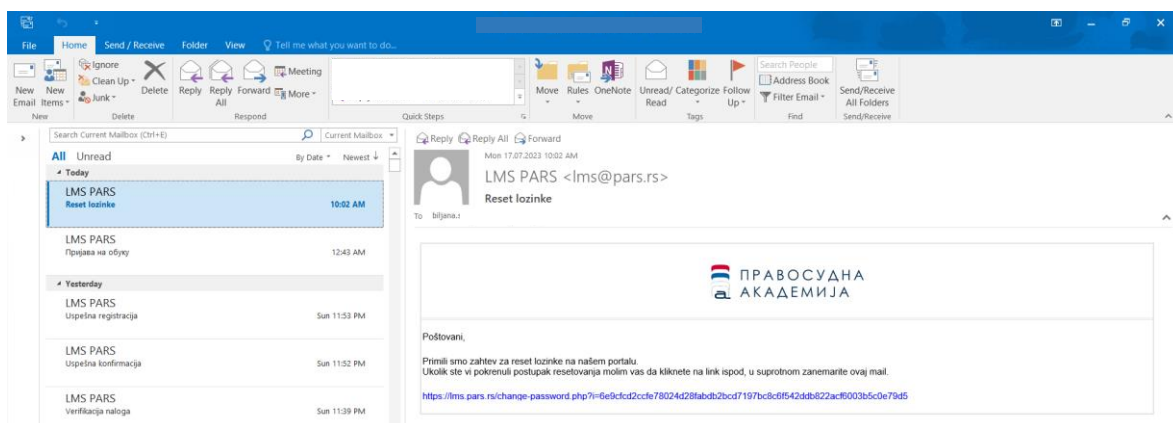 File Home Send / Receive Folder View Tell me what you want to do...
New Email
New Items
Ignore
Clean Up
Junk
Delete
Reply
Reply All
Forward
Meeting
More
Move
Rules
OneNote
Unread/ Read
Categorize
Follow Up
Search People
Address Book
Filter Email
Send/Receive All Folders
New Delete Respond Quick Steps Move Tags Find Send/Receive
Search Current Mailbox (Ctrl+E) Current Mailbox
All Unread By Date Newest
Today
LMS PARS
Reset lozinke 10:02 AM
LMS PARS
Пријава на обуку 12:43 AM
Yesterday
LMS PARS
Uspešna registracija Sun 11:53 PM
LMS PARS
Uspešna konfirmacija Sun 11:52 PM
LMS PARS
Verifikacija naloga Sun 11:39 PM
Reply Reply All Forward
Mon 17.07.2023 10:02 AM
LMS PARS <lms@pars.rs>
Reset lozinke
To biljana.
ПРАВОСУДНА
АКАДЕМИЈА
Poštovani,
Primili smo zahtev za reset lozinke na našem portalu.
Ukolik ste vi pokrenuli postupak resetovanja molim vas da kliknete na link ispod, u suprotnom zanemarite ovaj mail.
https://lms.pars.rs/change-password.php?i=6e9cfcd2ccfe78024d28fabdb2bcd7197bc8c6f542ddb822acf6003b5c0e79d5